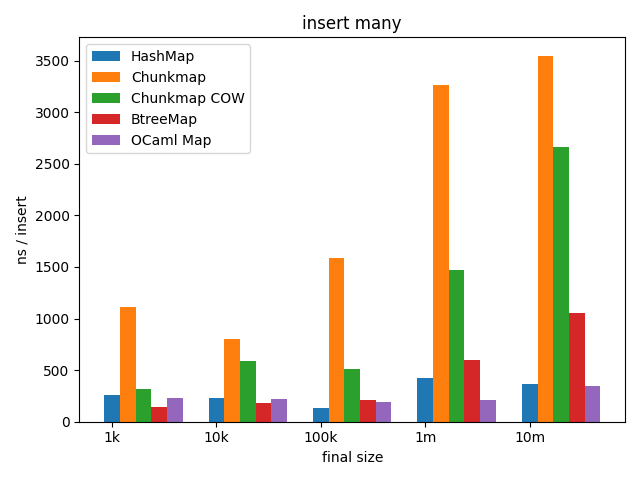 insert many
HashMap
Chunkmap
Chunkmap COW
BtreeMap
OCaml Map
ns / insert
3500
3000
2500
2000
1500
1000
500
0
1k 10k 100k 1m 10m
final size